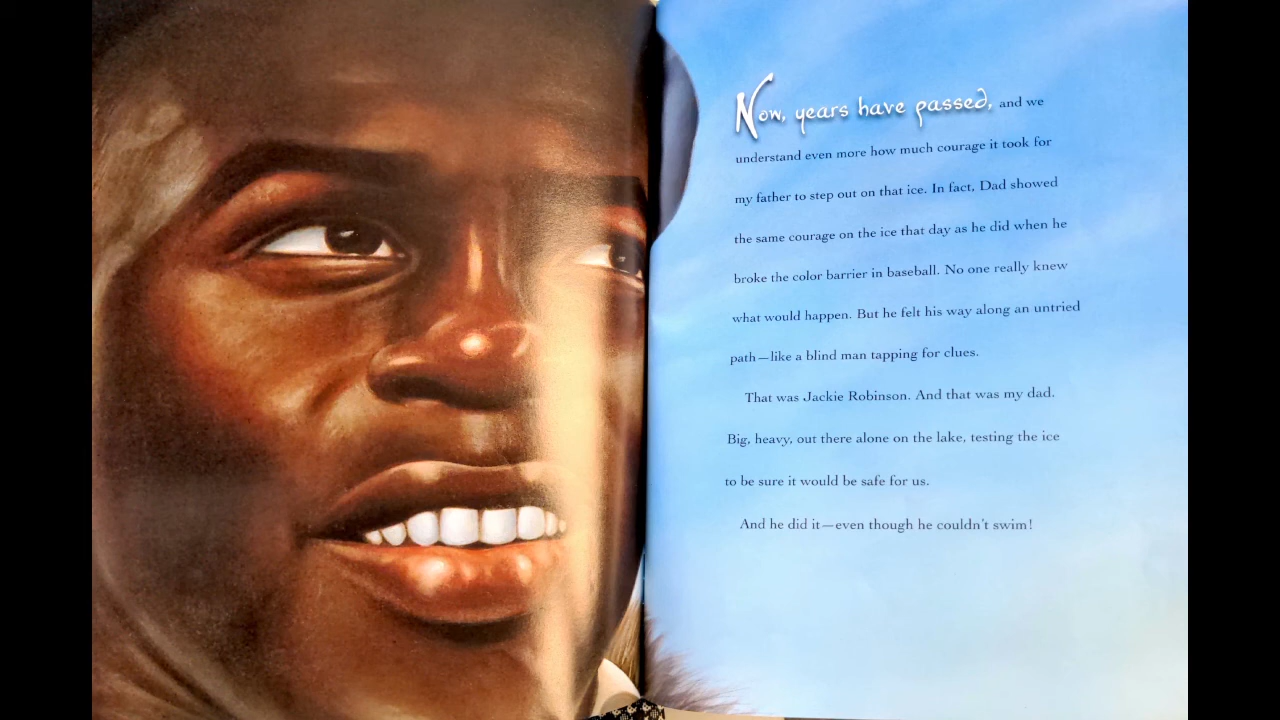 Now, years have passed, and we
understand even more how much courage it took for
my father to step out on that ice. In fact, Dad showed
the same courage on the ice that day as he did when he
broke the color barrier in baseball. No one really knew
what would happen. But he felt his way along an untried
path—like a blind man tapping for clues.
That was Jackie Robinson. And that was my dad.
Big, heavy, out there alone on the lake, testing the ice
to be sure it would be safe for us.
And he did it—even though he couldn't swim!